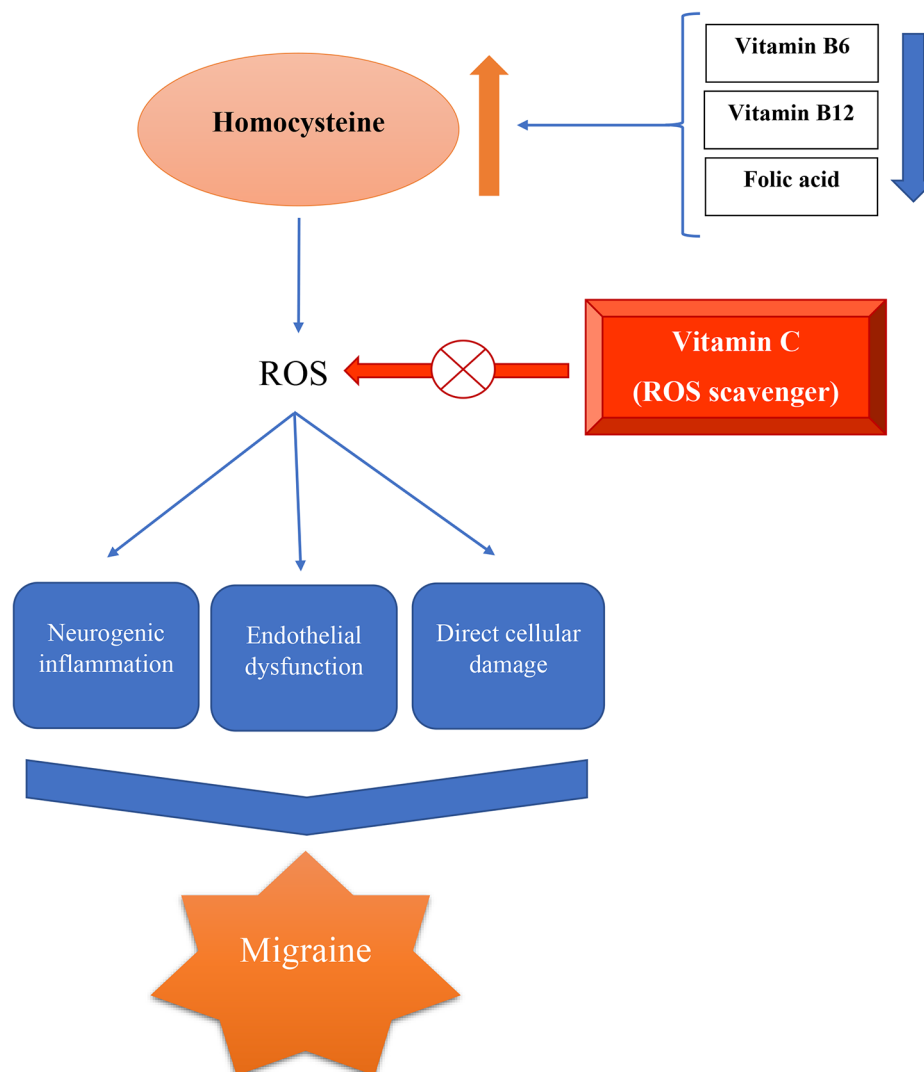 Vitamin B6
Homocysteine
Vitamin B12
Folic acid
Vitamin C
(ROS scavenger)
ROS
Neurogenic
inflammation
Endothelial
dysfunction
Direct cellular
damage
Migraine